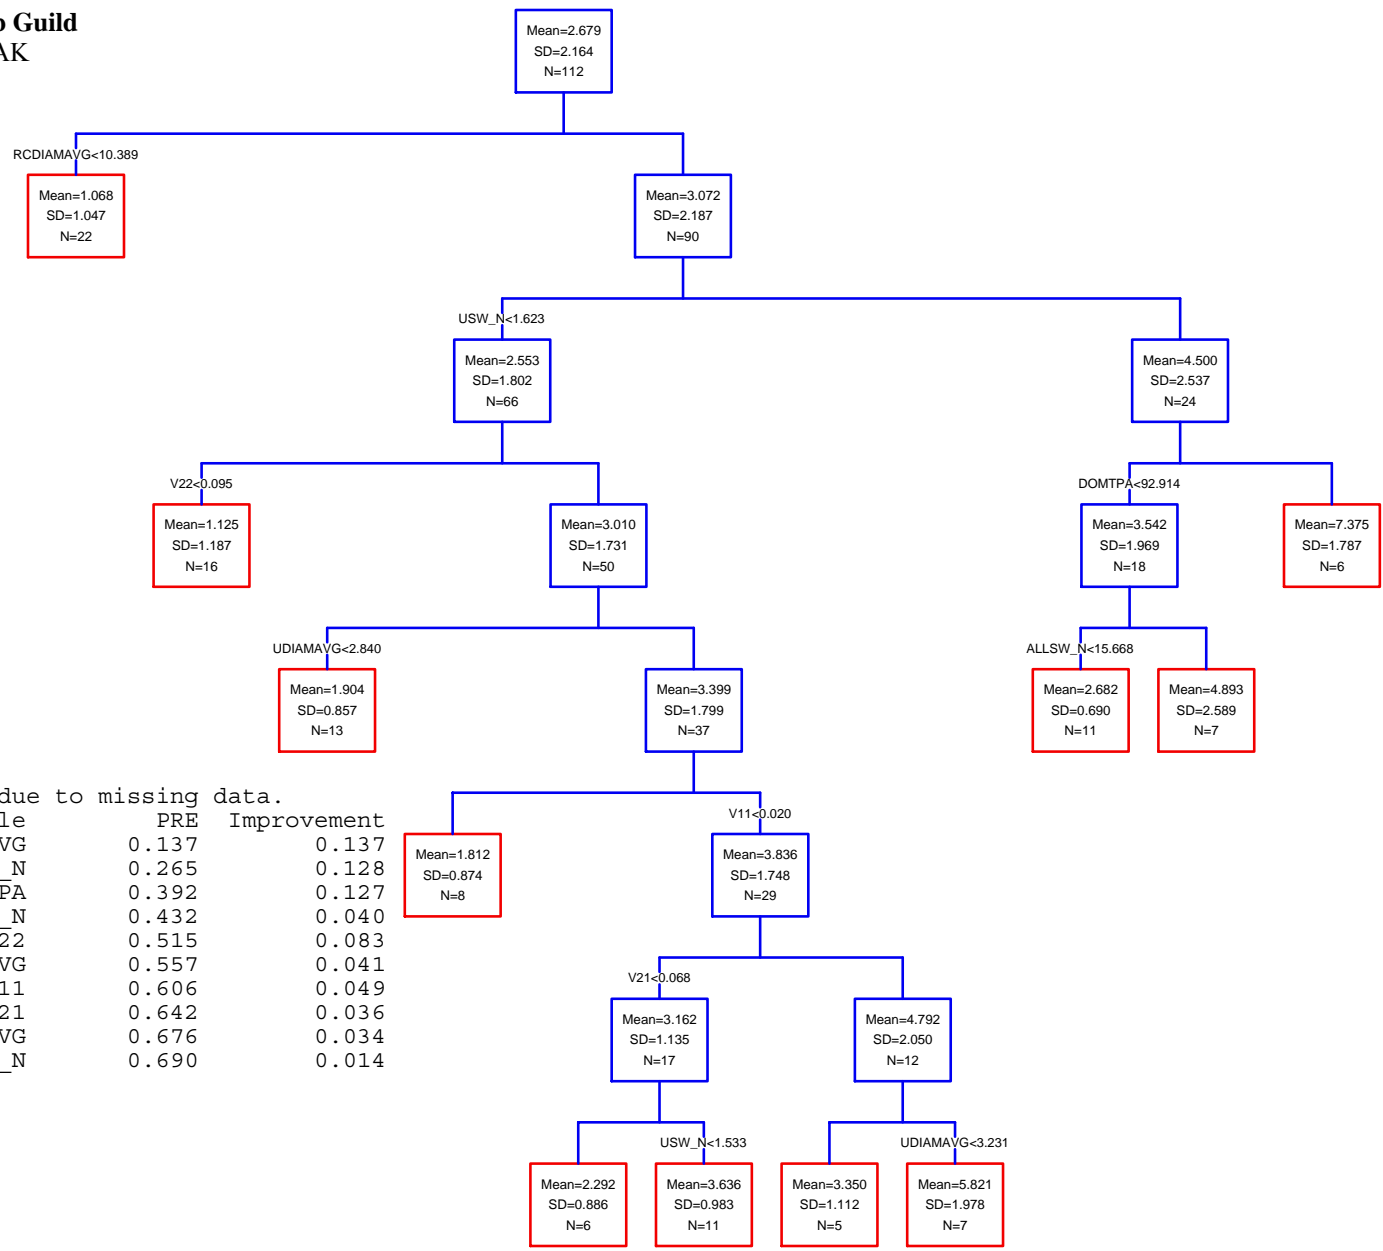 o Guild
AK
Mean=2.679
SD=2.164
N=112
RCDIAMAVG<10.389
Mean=1.068
SD=1.047
N=22
Mean=3.072
SD=2.187
N=90
USW_N<1.623
Mean=2.553
SD=1.802
N=66
Mean=4.500
SD=2.537
N=24
V22<0.095
DOMTPA<92.914
Mean=1.125
SD=1.187
N=16
Mean=3.010
SD=1.731
N=50
Mean=3.542
SD=1.969
N=18
Mean=7.375
SD=1.787
N=6
UDIAMAVG<2.840
ALLSW_N<15.668
Mean=1.904
SD=0.857
N=13
Mean=3.399
SD=1.799
N=37
Mean=2.682
SD=0.690
N=11
Mean=4.893
SD=2.589
N=7
due to missing data.
le PRE Improvement
VG 0.137 0.137
_N 0.265 0.128
PA 0.392 0.127
_N 0.432 0.040
22 0.515 0.083
VG 0.557 0.041
11 0.606 0.049
21 0.642 0.036
VG 0.676 0.034
_N 0.690 0.014
V11<0.020
Mean=1.812
SD=0.874
N=8
Mean=3.836
SD=1.748
N=29
V21<0.068
Mean=3.162
SD=1.135
N=17
Mean=4.792
SD=2.050
N=12
USW_N<1.533
UDIAMAVG<3.231
Mean=2.292
SD=0.886
N=6
Mean=3.636
SD=0.983
N=11
Mean=3.350
SD=1.112
N=5
Mean=5.821
SD=1.978
N=7